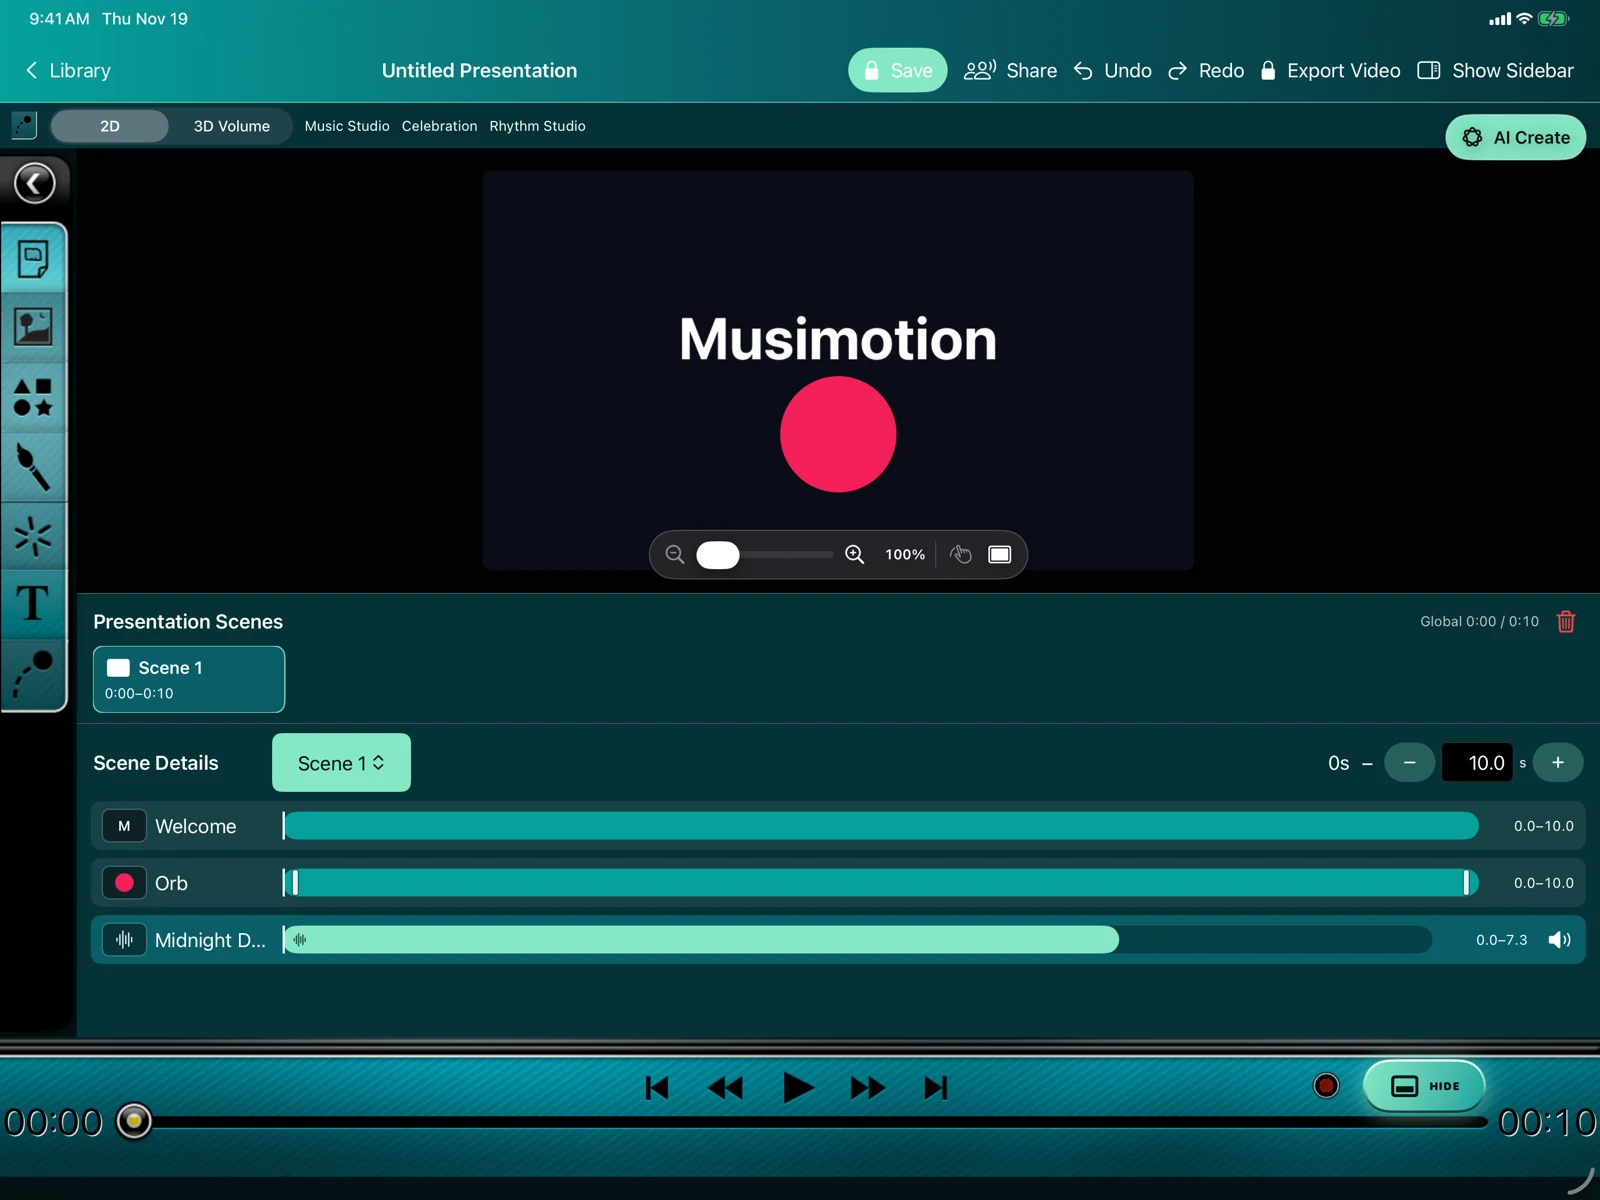 9:41 AM Thu Nov 19
Library
Untitled Presentation
Save
Share
Undo
Redo
Export Video
Show Sidebar
2D
3D Volume
Music Studio
Celebration
Rhythm Studio
AI Create
Musimotion
100%
T
Presentation Scenes
Global 0:00 / 0:10
Scene 1
0:00–0:10
Scene Details
Scene 1
0s –
−
10.0 s
+
M
Welcome
0.0–10.0
Orb
0.0–10.0
Midnight D...
0.0–7.3
HIDE
00:00
00:10